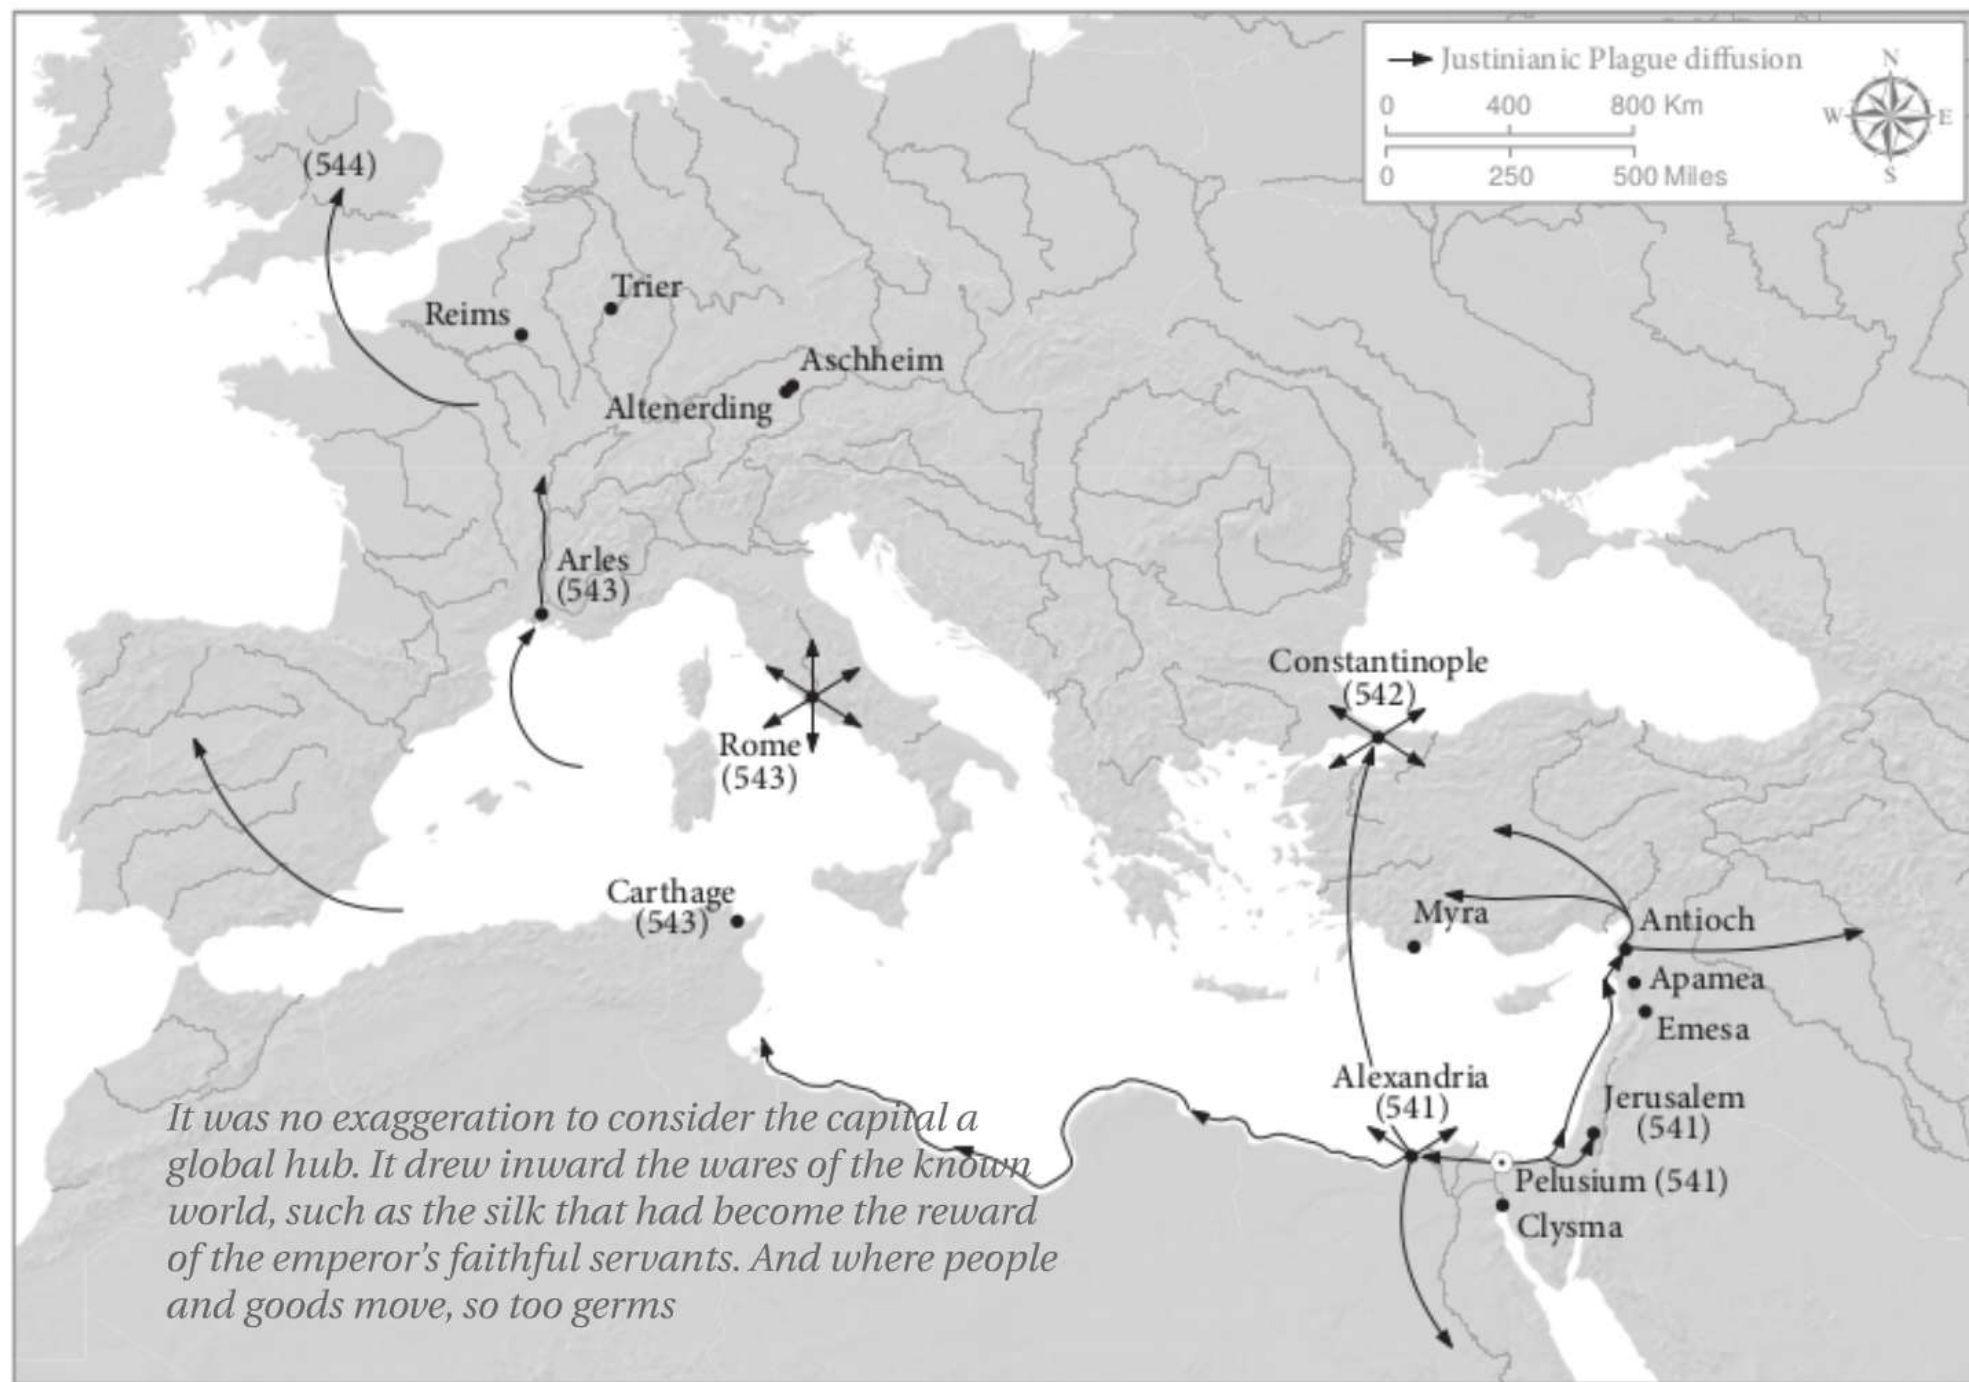 Justinianic Plague diffusion
0 400 800 Km
0 250 500 Miles
N
W E
S
(544)
Trier
Reims
Aschheim
Altenerding
Arles
(543)
Constantinople
(542)
Rome
(543)
Carthage
(543)
Myra
Antioch
Apamea
Emesa
Alexandria
(541)
Jerusalem
(541)
Pelusium (541)
Clysma
It was no exaggeration to consider the capital a
global hub. It drew inward the wares of the known
world, such as the silk that had become the reward
of the emperor’s faithful servants. And where people
and goods move, so too germs